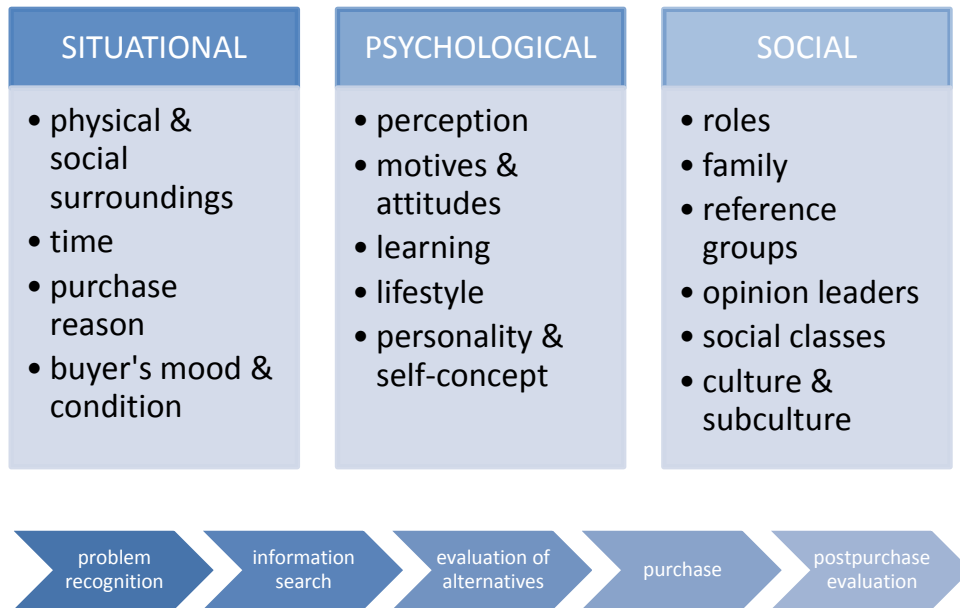 SITUATIONAL
• physical &
social
surroundings
• time
• purchase
reason
• buyer's mood &
condition
PSYCHOLOGICAL
• perception
• motives &
attitudes
• learning
• lifestyle
• personality &
self-concept
SOCIAL
• roles
• family
• reference
groups
• opinion leaders
• social classes
• culture &
subculture
problem
recognition
information
search
evaluation of
alternatives
purchase
postpurchase
evaluation